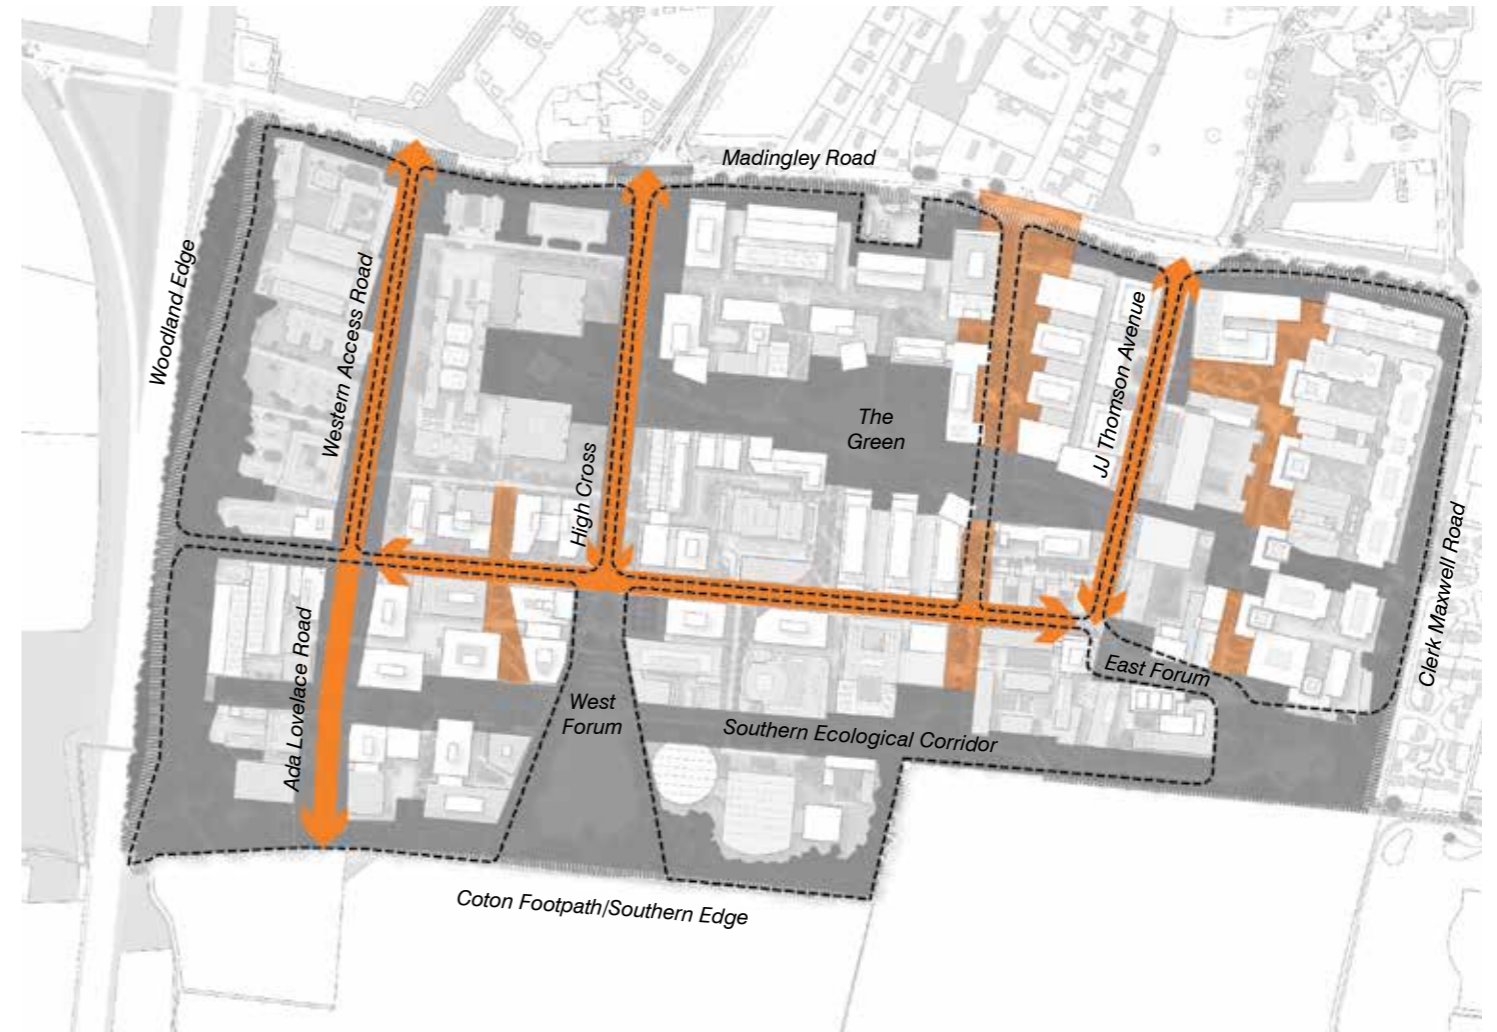 Madingley Road
Woodland Edge
Western Access Road
JJ Thomson Avenue
The
Green
High Cross
Clerk Maxwell Road
Ada Lovelace Road
East Forum
West
Forum
Southern Ecological Corridor
Coton Footpath/Southern Edge